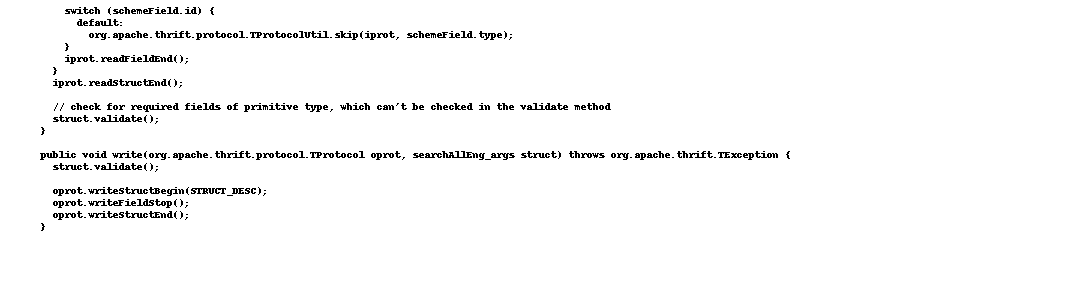 switch (schemeField.id) {
default:
org.apache.thrift.protocol.TProtocolUtil.skip(iprot, schemeField.type);
}
iprot.readFieldEnd();
}
iprot.readStructEnd();
// check for required fields of primitive type, which can't be checked in the validate method
struct.validate();
}
public void write(org.apache.thrift.protocol.TProtocol oprot, searchAllEng_args struct) throws org.apache.thrift.TException {
struct.validate();
oprot.writeStructBegin(STRUCT_DESC);
oprot.writeFieldStop();
oprot.writeStructEnd();
}